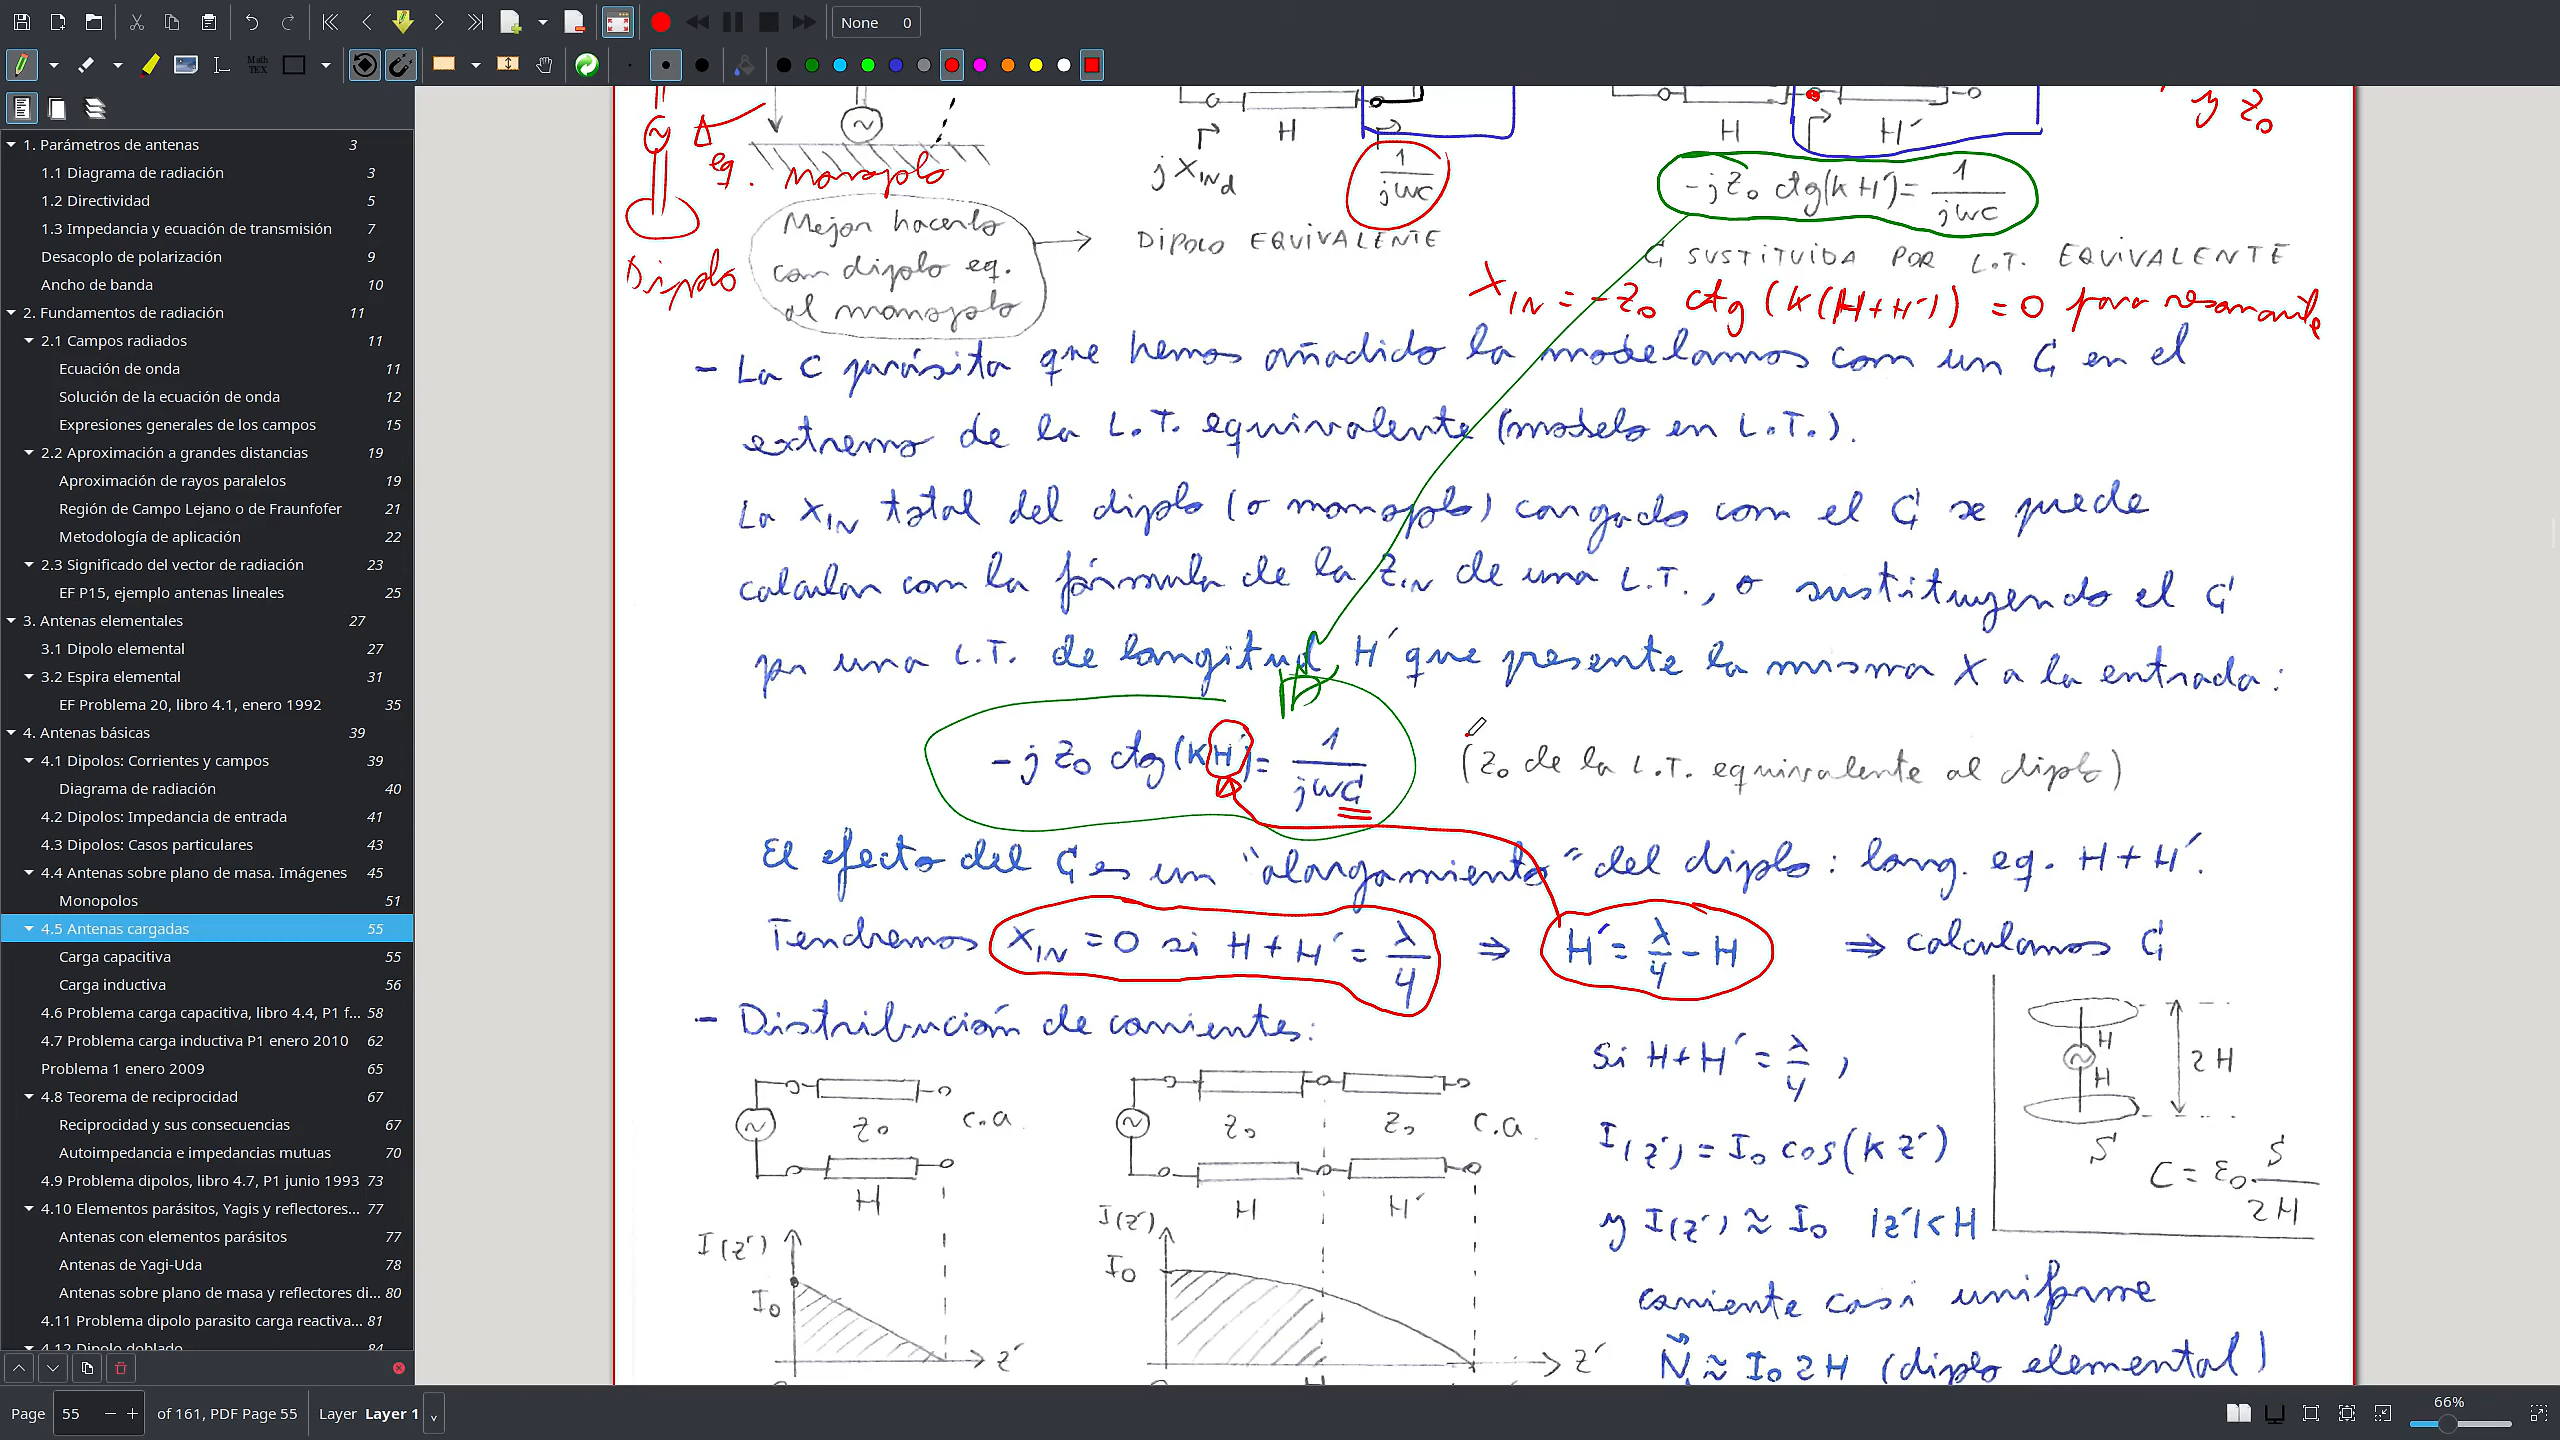 None 0
Math TEX
1. Parámetros de antenas 3
1.1 Diagrama de radiación 3
1.2 Directividad 5
1.3 Impedancia y ecuación de transmisión 7
Desacoplo de polarización 9
Ancho de banda 10
2. Fundamentos de radiación 11
2.1 Campos radiados 11
Ecuación de onda 11
Solución de la ecuación de onda 12
Expresiones generales de los campos 15
2.2 Aproximación a grandes distancias 19
Aproximación de rayos paralelos 19
Región de Campo Lejano o de Fraunfofer 21
Metodología de aplicación 22
2.3 Significado del vector de radiación 23
EF P15, ejemplo antenas lineales 25
3. Antenas elementales 27
3.1 Dipolo elemental 27
3.2 Espira elemental 31
EF Problema 20, libro 4.1, enero 1992 35
4. Antenas básicas 39
4.1 Dipolos: Corrientes y campos 39
Diagrama de radiación 40
4.2 Dipolos: Impedancia de entrada 41
4.3 Dipolos: Casos particulares 43
4.4 Antenas sobre plano de masa. Imágenes 45
Monopolos 51
4.5 Antenas cargadas 55
Carga capacitiva 55
Carga inductiva 56
4.6 Problema carga capacitiva, libro 4.4, P1 f... 58
4.7 Problema carga inductiva P1 enero 2010 62
Problema 1 enero 2009 65
4.8 Teorema de reciprocidad 67
Reciprocidad y sus consecuencias 67
Autoimpedancia e impedancias mutuas 70
4.9 Problema dipolos, libro 4.7, P1 junio 1993 73
4.10 Elementos parásitos, Yagis y reflectores... 77
Antenas con elementos parásitos 77
Antenas de Yagi-Uda 78
Antenas sobre plano de masa y reflectores di... 80
4.11 Problema dipolo parasito carga reactiva... 81
4.12 Dipolo doblado 84
Page 55 of 161, PDF Page 55 Layer Layer 1
66%
y Z0
H
H H′
eq. monopolo
Dipolo
Mejor hacerlo
con dipolo eq.
al monopolo
j X_INd
1/jωC
DIPOLO EQUIVALENTE
-j Z0 ctg(k H′) = 1/jωC
C SUSTITUIDA POR L.T. EQUIVALENTE
X_IN = -Z0 ctg (k(H+H′)) = 0 para resonante
- La C parásita que hemos añadido la modelamos con un C en el
extremo de la L.T. equivalente (modelo en L.T.).
La X_IN total del dipolo (o monopolo) cargado con el C se puede
calcular con la fórmula de la Z_IN de una L.T., o sustituyendo el C
por una L.T. de longitud H′ que presente la misma X a la entrada:
-j Z0 ctg(kH′) = 1/jωC (Z0 de la L.T. equivalente al dipolo)
El efecto del C es un "alargamiento" del dipolo: long. eq. H+H′.
Tendremos X_IN = 0 si H+H′ = λ/4 ⇒ H′ = λ/4 - H ⇒ calculamos C
- Distribución de corrientes:
Z0 c.a.
H
I(z′)
I0
z′
Z0 Z0 c.a.
H H′
I(z′)
I0
H
z′
Si H+H′ = λ/4,
I(z′) = I0 cos(k z′)
y I(z′) ≈ I0 |z′|<H
corriente casi uniforme
N ≈ I0 2H (dipolo elemental)
H
H
2H
S
C = ε0 S/2H